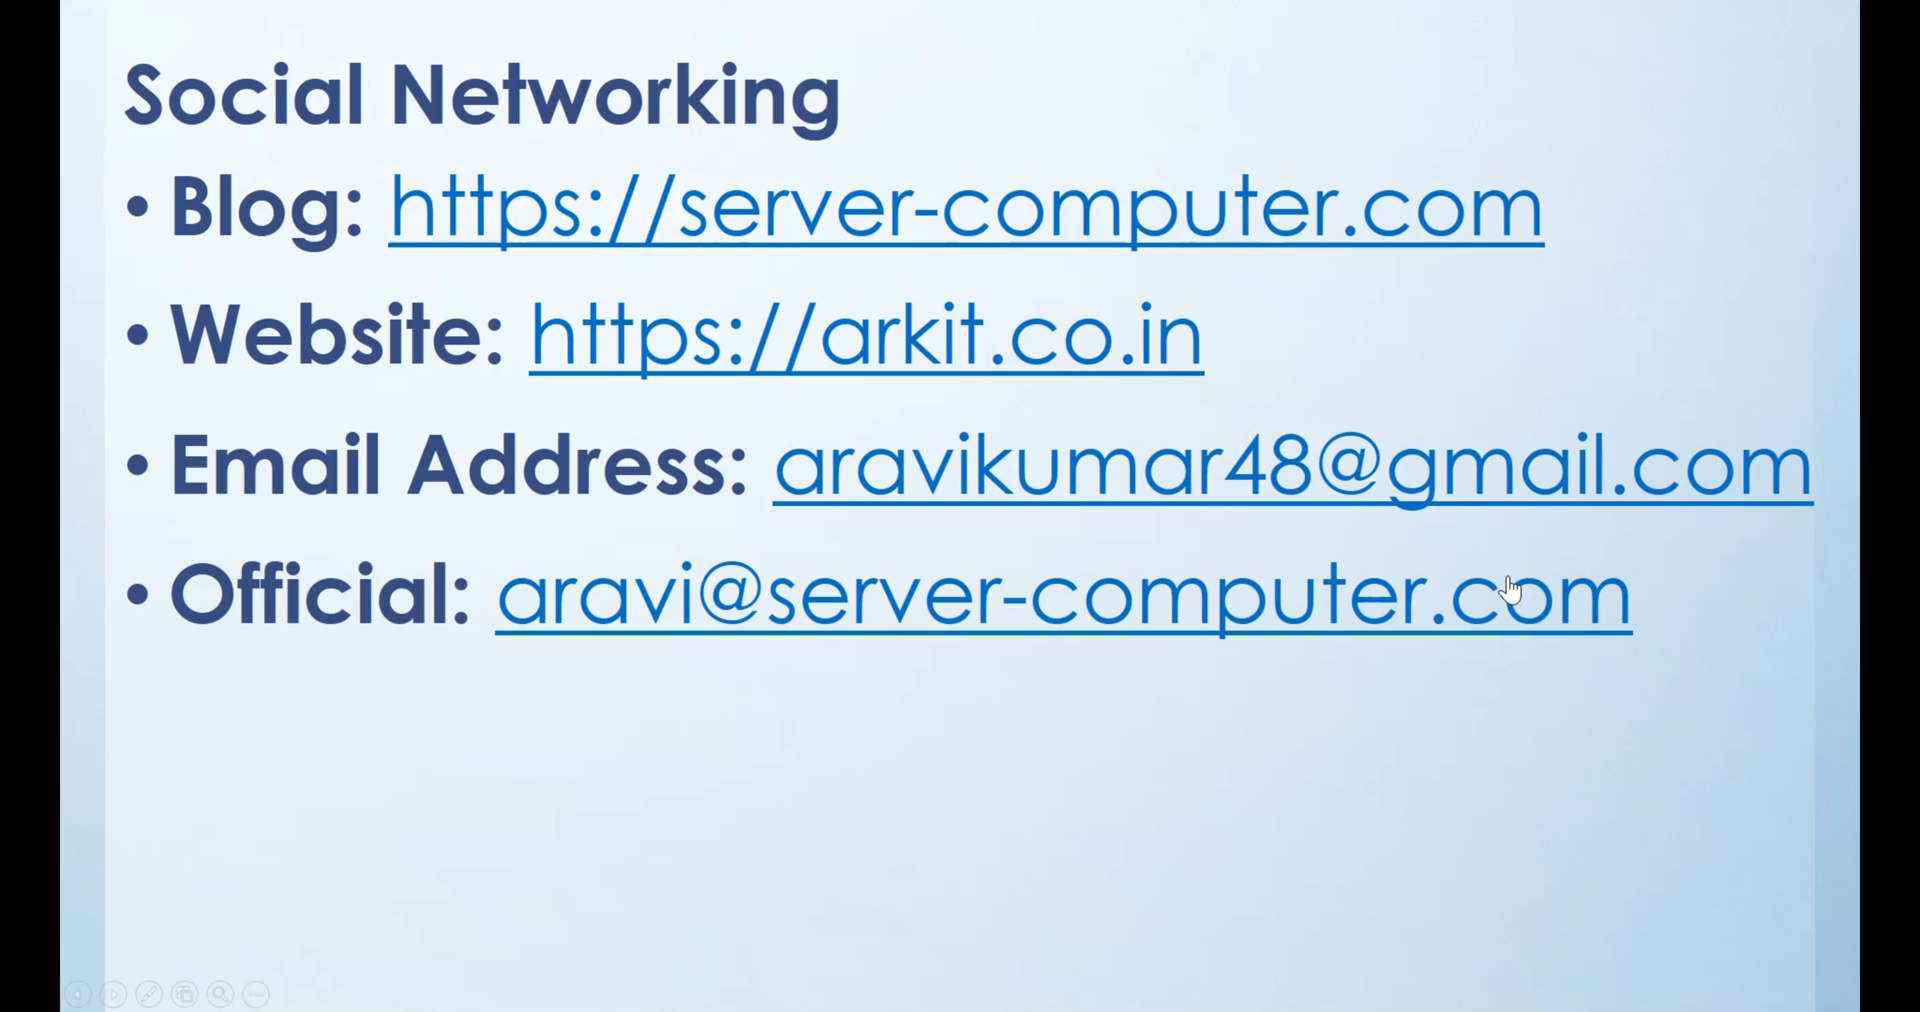 Social Networking
• Blog: https://server-computer.com
• Website: https://arkit.co.in
• Email Address: aravikumar48@gmail.com
• Official: aravi@server-computer.com